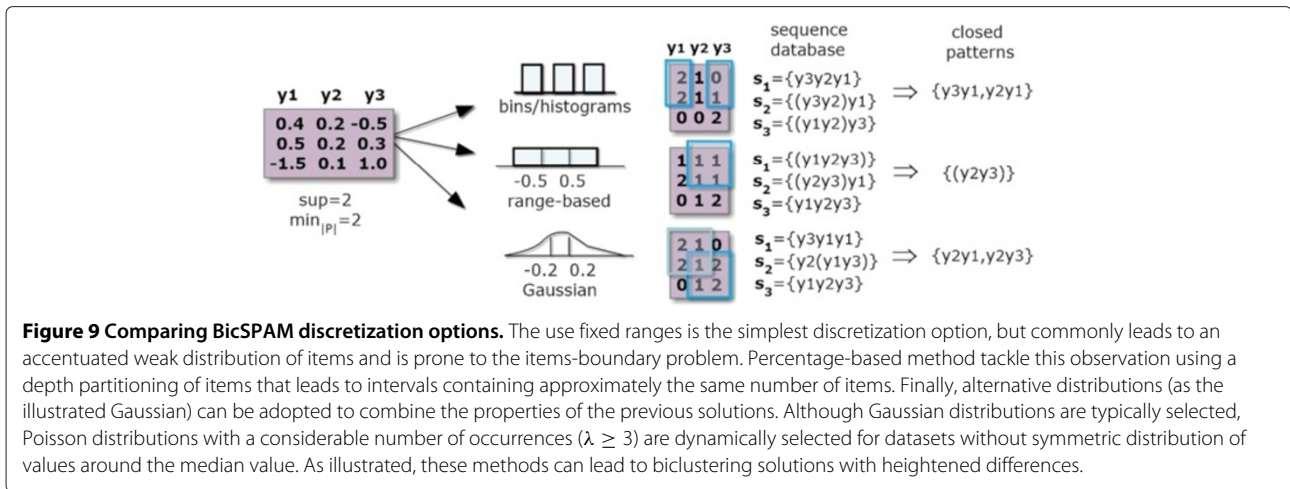 y1 y2 y3
0.4 0.2 -0.5
0.5 0.2 0.3
-1.5 0.1 1.0
sup=2
min|P|=2
bins/histograms
-0.5 0.5
range-based
-0.2 0.2
Gaussian
y1 y2 y3
2 1 0
2 1 1
0 0 2
1 1 1
2 1 1
0 1 2
2 1 0
2 1 2
0 1 2
sequence
database
s1={y3y2y1}
s2={(y3y2)y1}
s3={(y1y2)y3}
s1={(y1y2y3)}
s2={(y2y3)y1}
s3={y1y2y3}
s1={y3y1y1}
s2={y2(y1y3)}
s3={y1y2y3}
closed
patterns
⇒ {y3y1,y2y1}
⇒ {(y2y3)}
⇒ {y2y1,y2y3}
Figure 9 Comparing BicSPAM discretization options. The use fixed ranges is the simplest discretization option, but commonly leads to an
accentuated weak distribution of items and is prone to the items-boundary problem. Percentage-based method tackle this observation using a
depth partitioning of items that leads to intervals containing approximately the same number of items. Finally, alternative distributions (as the
illustrated Gaussian) can be adopted to combine the properties of the previous solutions. Although Gaussian distributions are typically selected,
Poisson distributions with a considerable number of occurrences (λ ≥ 3) are dynamically selected for datasets without symmetric distribution of
values around the median value. As illustrated, these methods can lead to biclustering solutions with heightened differences.